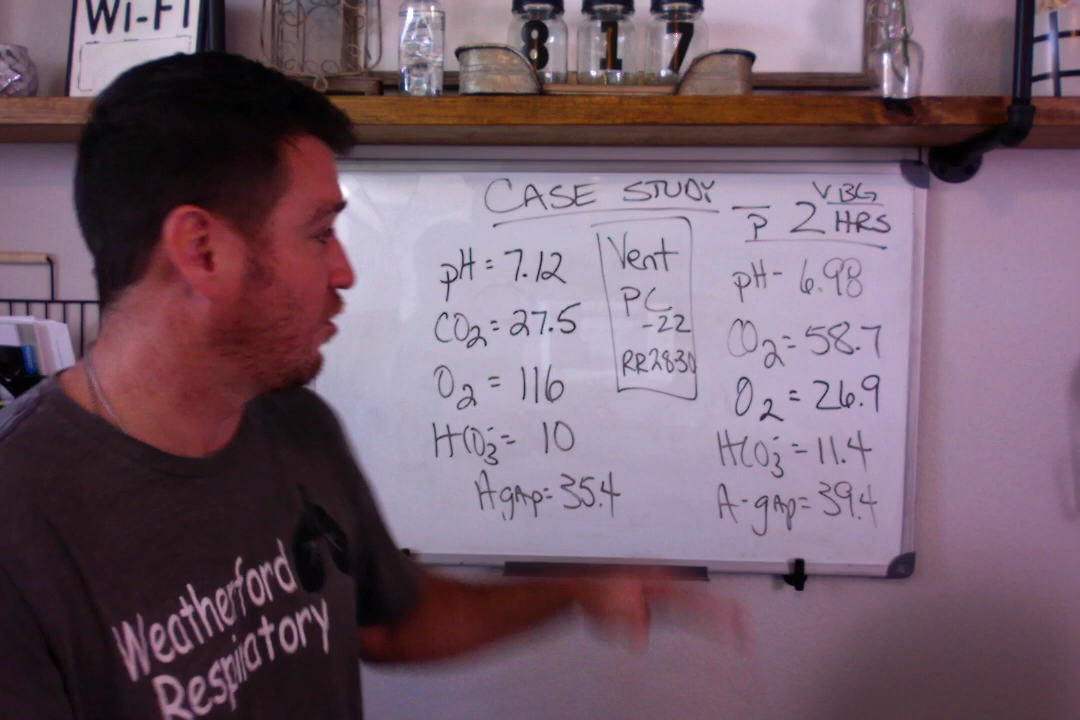 Wi-Fi
8 1 7
CASE STUDY
pH = 7.12
CO2 = 27.5
O2 = 116
HCO3- = 10
Agap = 35.4
Vent
PC
-22
RR 28 30
VBG
p 2 HRS
pH - 6.98
CO2 = 58.7
O2 = 26.9
HCO3- = 11.4
A-gap = 39.4
Weatherford
Respiratory